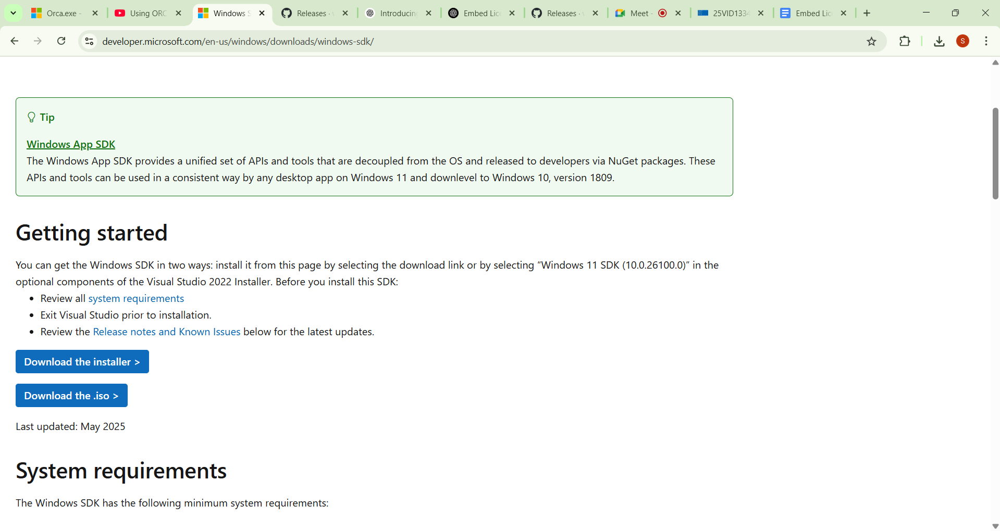 Orca.exe -
Using ORC
Windows S
Releases ·
Introducing
Embed Lice
Releases ·
Meet -
25VID1334
Embed Lic
developer.microsoft.com/en-us/windows/downloads/windows-sdk/
S
Tip
Windows App SDK
The Windows App SDK provides a unified set of APIs and tools that are decoupled from the OS and released to developers via NuGet packages. These
APIs and tools can be used in a consistent way by any desktop app on Windows 11 and downlevel to Windows 10, version 1809.
Getting started
You can get the Windows SDK in two ways: install it from this page by selecting the download link or by selecting “Windows 11 SDK (10.0.26100.0)” in the
optional components of the Visual Studio 2022 Installer. Before you install this SDK:
• Review all system requirements
• Exit Visual Studio prior to installation.
• Review the Release notes and Known Issues below for the latest updates.
Download the installer >
Download the .iso >
Last updated: May 2025
System requirements
The Windows SDK has the following minimum system requirements: